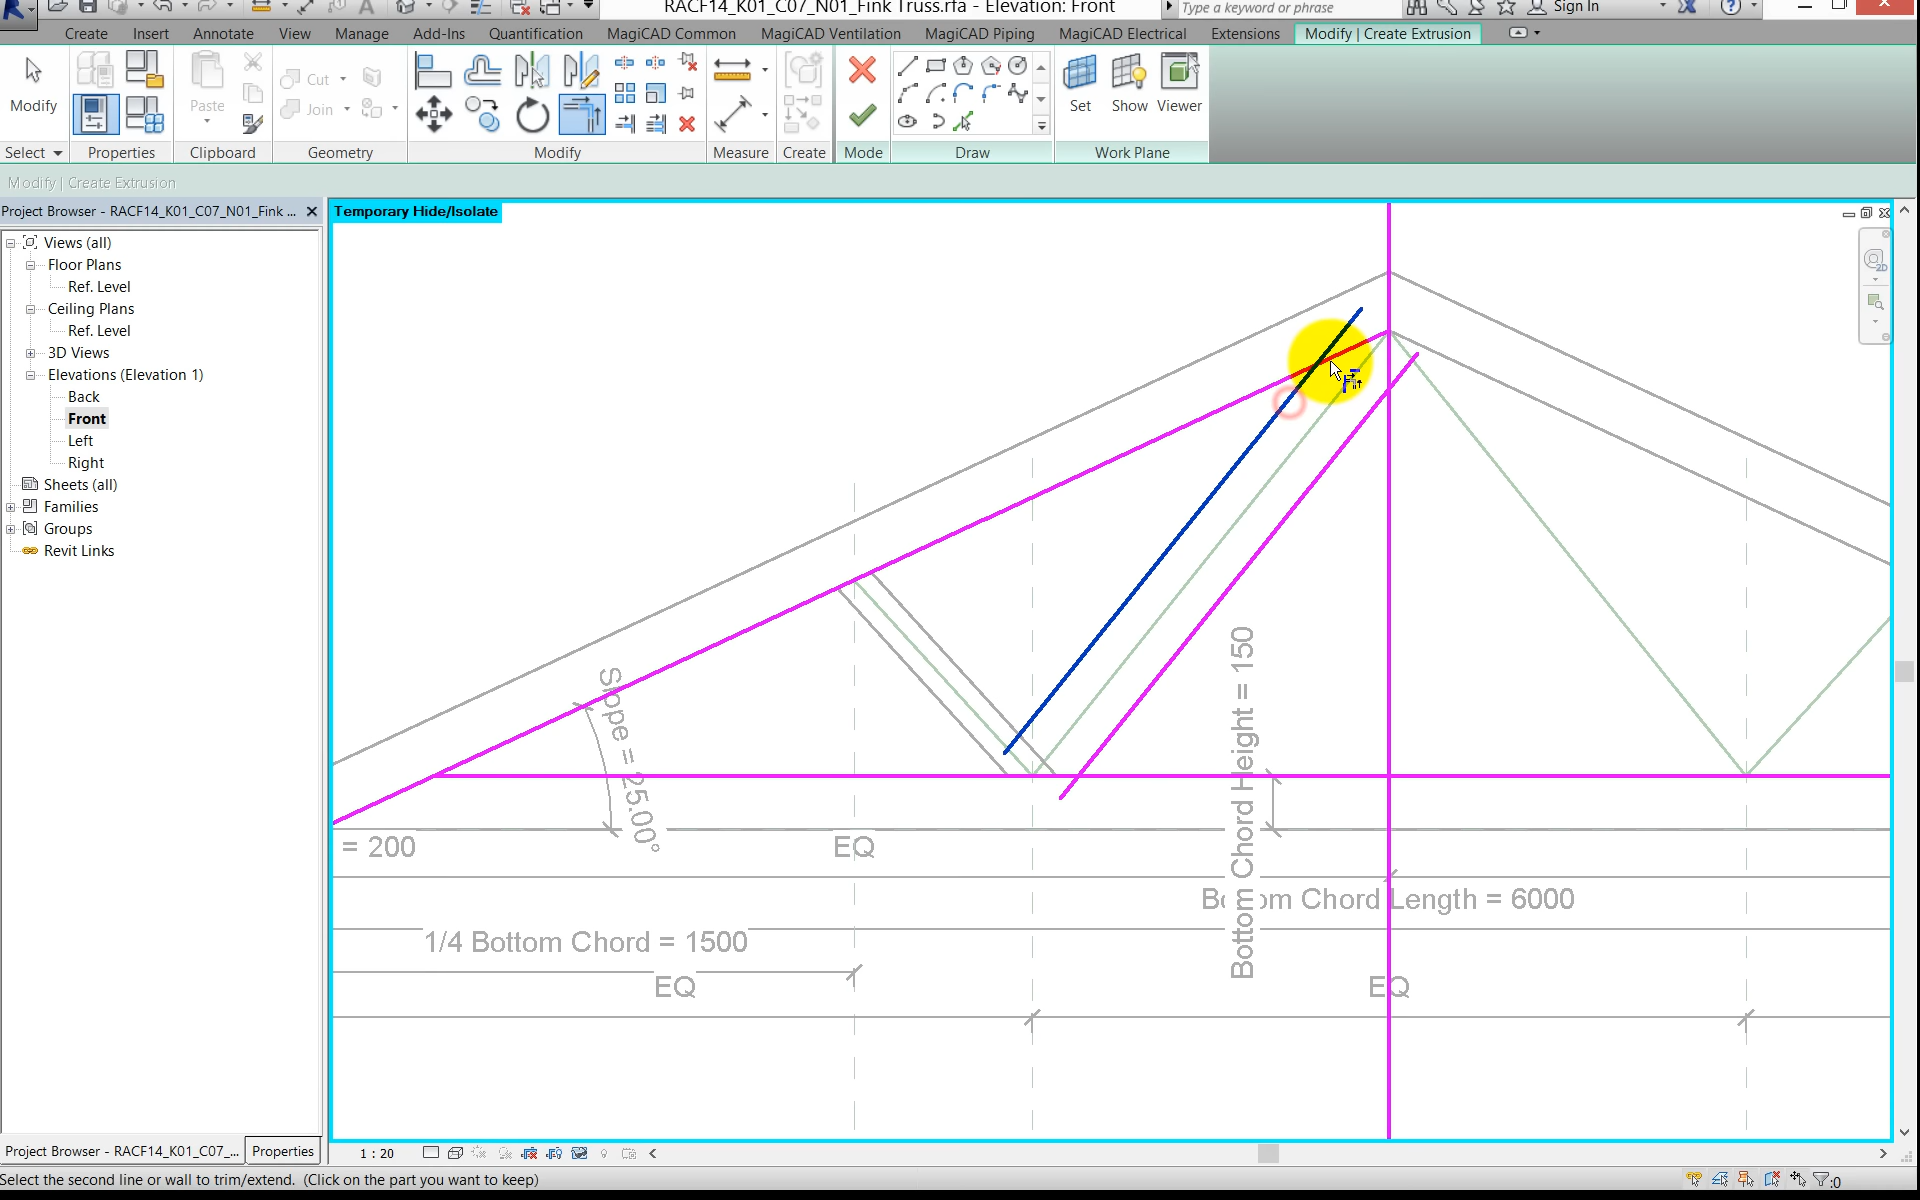 RACF14_K01_C07_N01_Fink Truss.rfa - Elevation: Front
Type a keyword or phrase
Sign In
Create Insert Annotate View Manage Add-Ins Quantification MagiCAD Common MagiCAD Ventilation MagiCAD Piping MagiCAD Electrical Extensions Modify | Create Extrusion
Modify
Paste
Cut
Join
Set Show Viewer
Select Properties Clipboard Geometry Modify Measure Create Mode Draw Work Plane
Modify | Create Extrusion
Project Browser - RACF14_K01_C07_N01_Fink ...
Temporary Hide/Isolate
Views (all)
Floor Plans
Ref. Level
Ceiling Plans
Ref. Level
3D Views
Elevations (Elevation 1)
Back
Front
Left
Right
Sheets (all)
Families
Groups
Revit Links
2D
Slope = 25.00°
Bottom Chord Height = 150
= 200
EQ
Bottom Chord Length = 6000
1/4 Bottom Chord = 1500
EQ
EQ
Project Browser - RACF14_K01_C07_...
Properties
1 : 20
Select the second line or wall to trim/extend. (Click on the part you want to keep)
:0